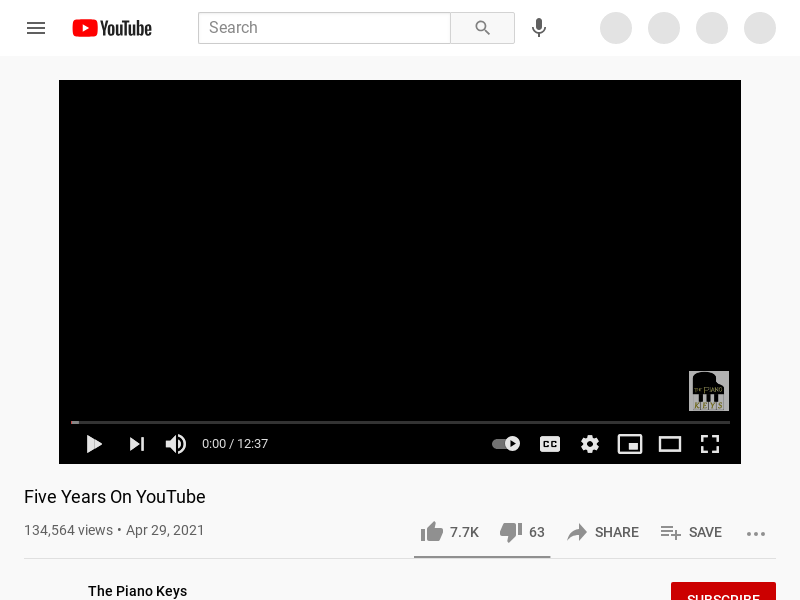 YouTube
Search
THE PIANO
KEYS
0:00 / 12:37
CC
Five Years On YouTube
134,564 views • Apr 29, 2021
7.7K
63
SHARE
SAVE
The Piano Keys
SUBSCRIBE